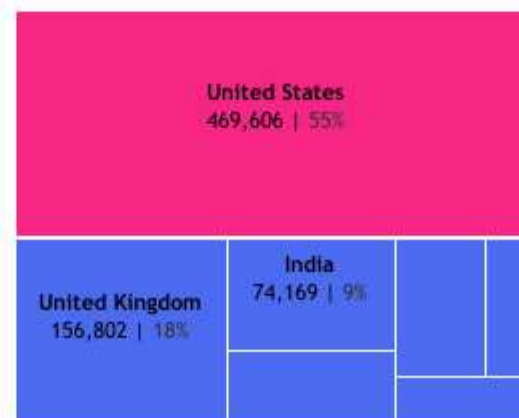 United States
469,606 | 55%
United Kingdom
156,802 | 18%
India
74,169 | 9%